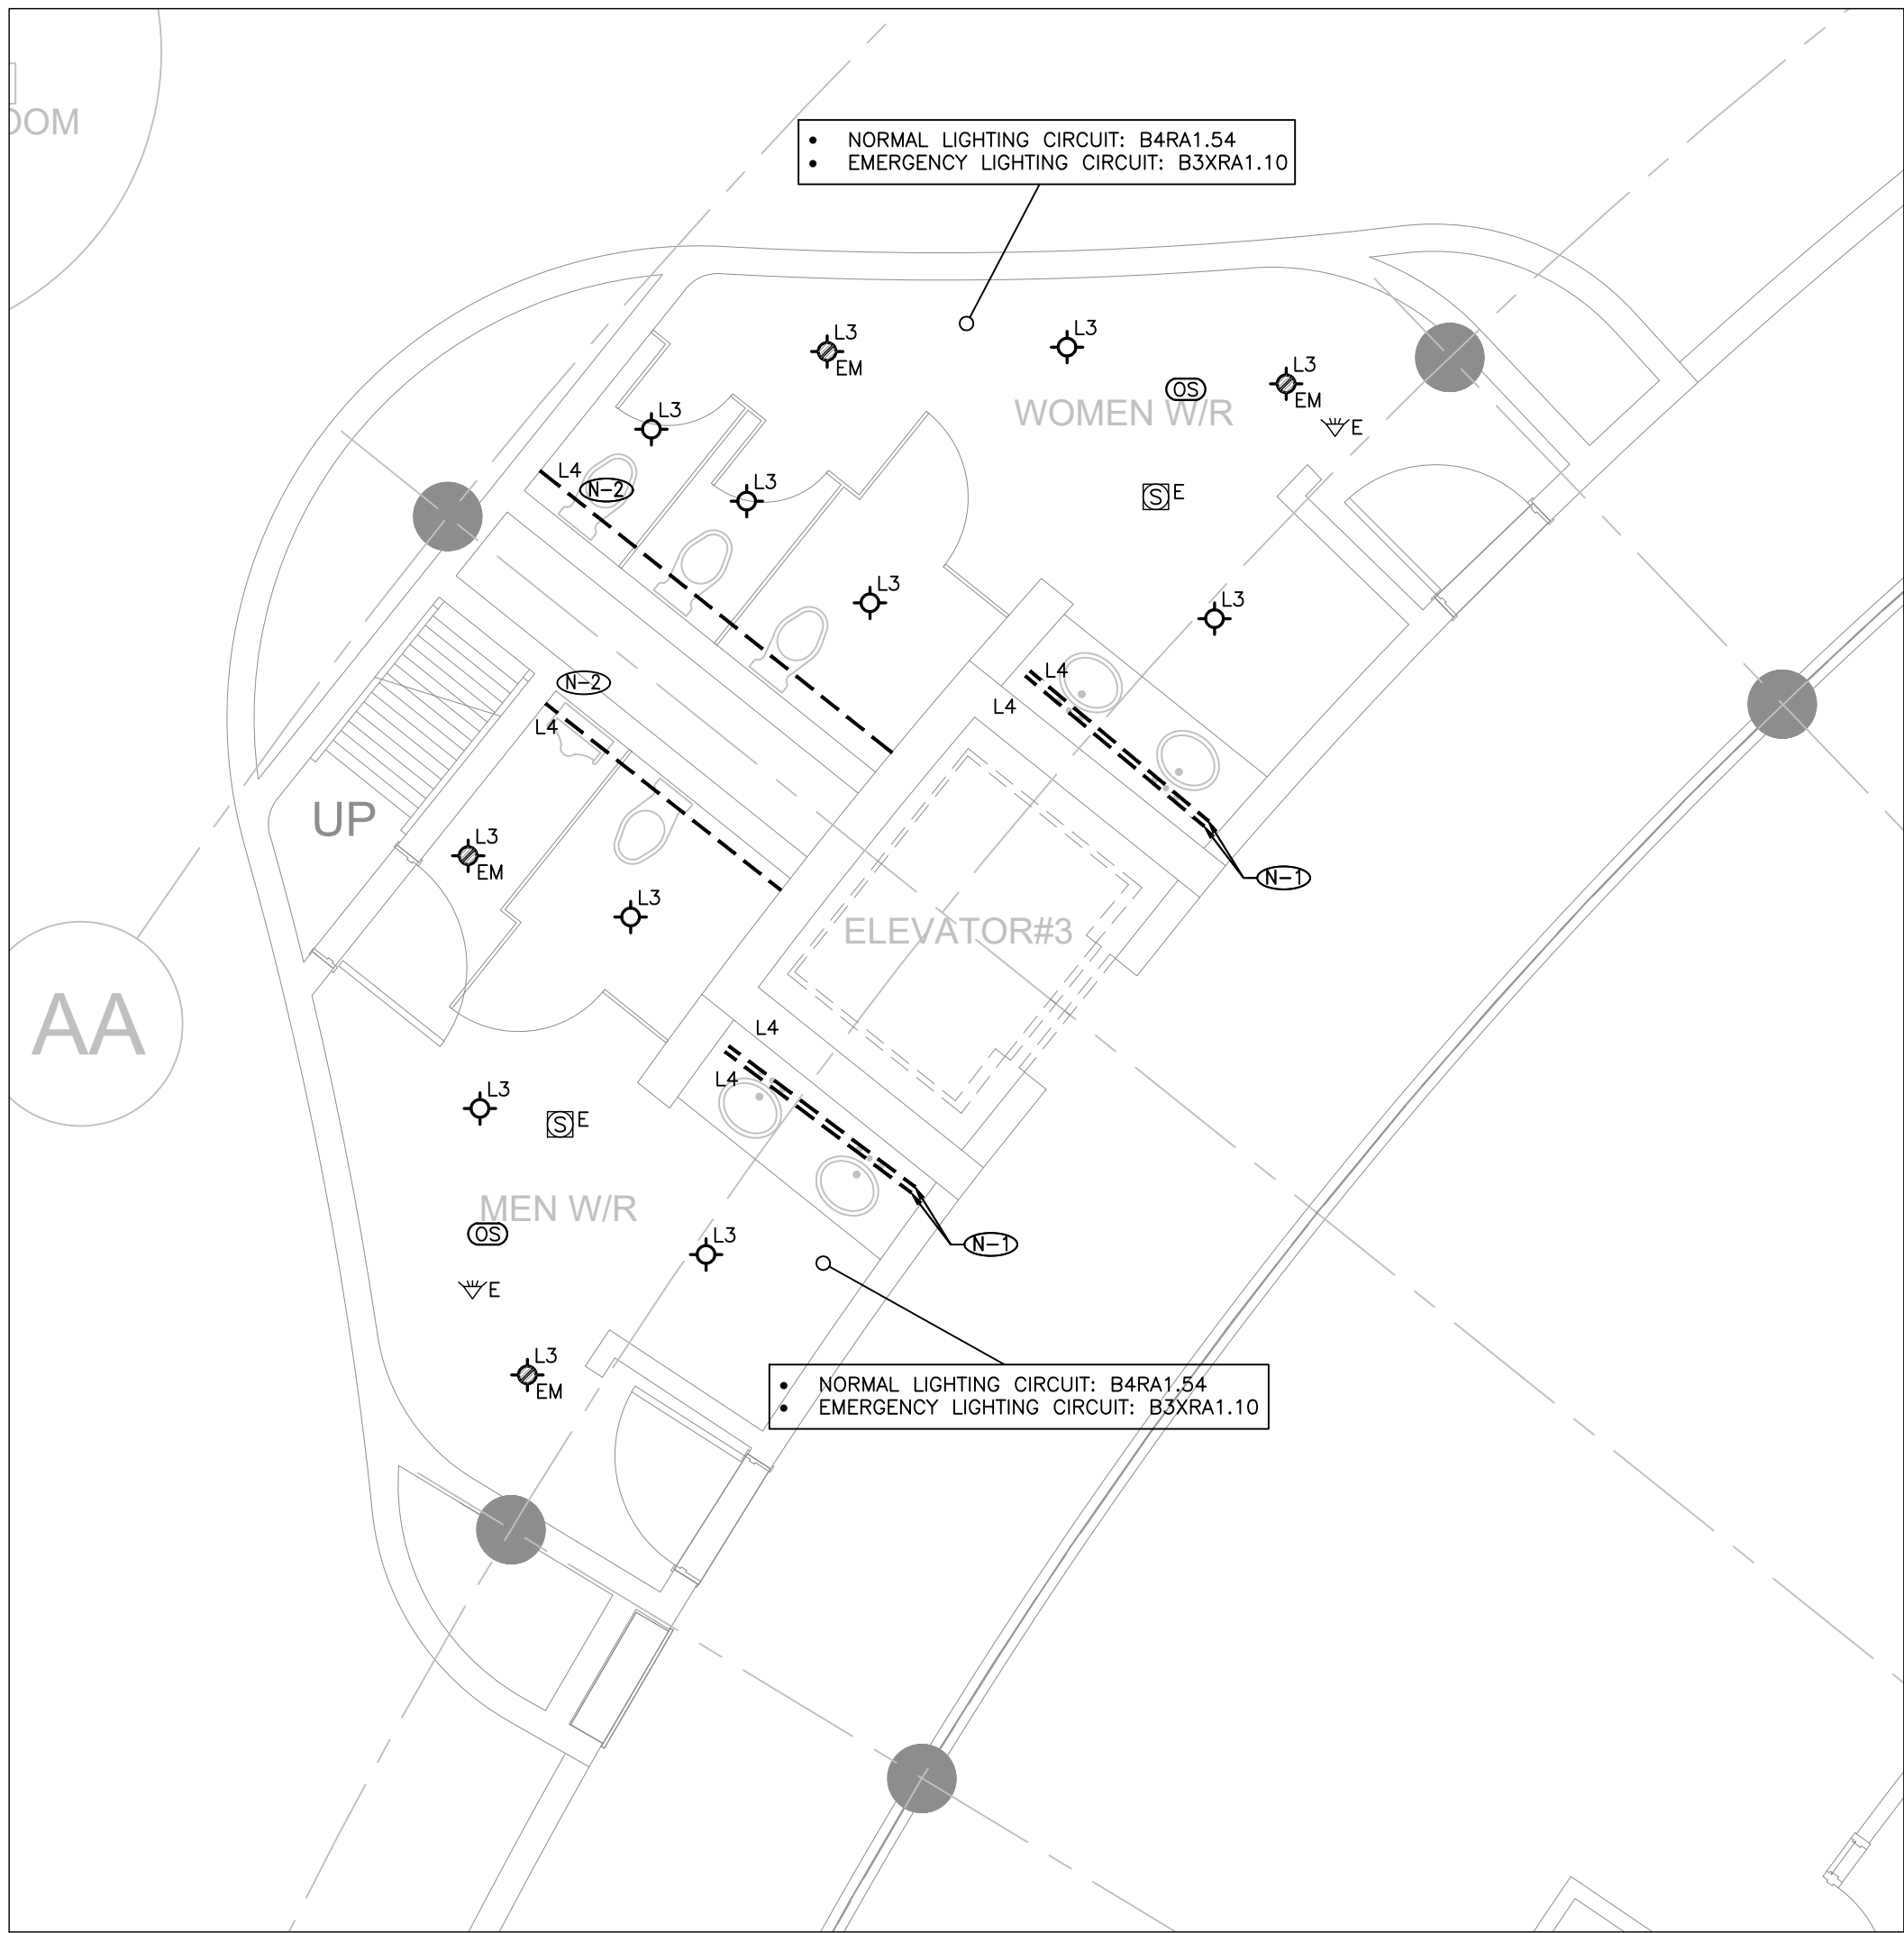 OOM
• NORMAL LIGHTING CIRCUIT: B4RA1.54
• EMERGENCY LIGHTING CIRCUIT: B3XRA1.10
L3
EM
L3
L3
EM
OS
WOMEN W/R
E
L3
L4
N-2
L3
S E
L3
L3
L4
L4
N-2
L4
UP
L3
EM
N-1
L3
ELEVATOR#3
AA
L4
L4
L3
S E
MEN W/R
OS
L3
N-1
E
L3
EM
• NORMAL LIGHTING CIRCUIT: B4RA1.54
• EMERGENCY LIGHTING CIRCUIT: B3XRA1.10